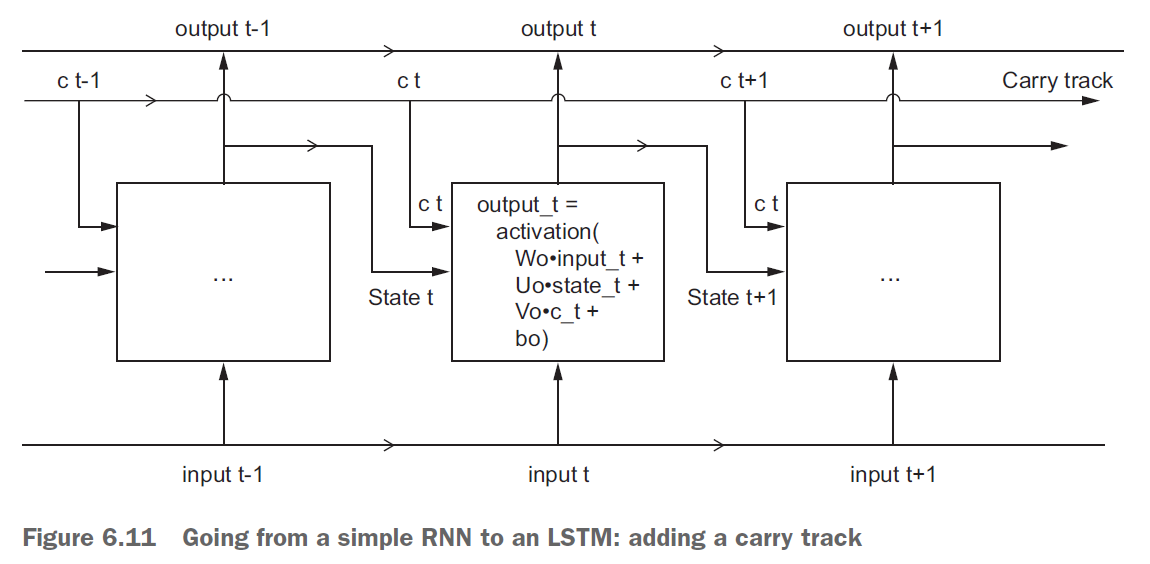 output t-1
output t
output t+1
c t-1
c t
c t+1
Carry track
c t
output_t =
activation(
Wo•input_t +
Uo•state_t +
Vo•c_t +
bo)
c t
...
...
State t
State t+1
input t-1
input t
input t+1
Figure 6.11 Going from a simple RNN to an LSTM: adding a carry track